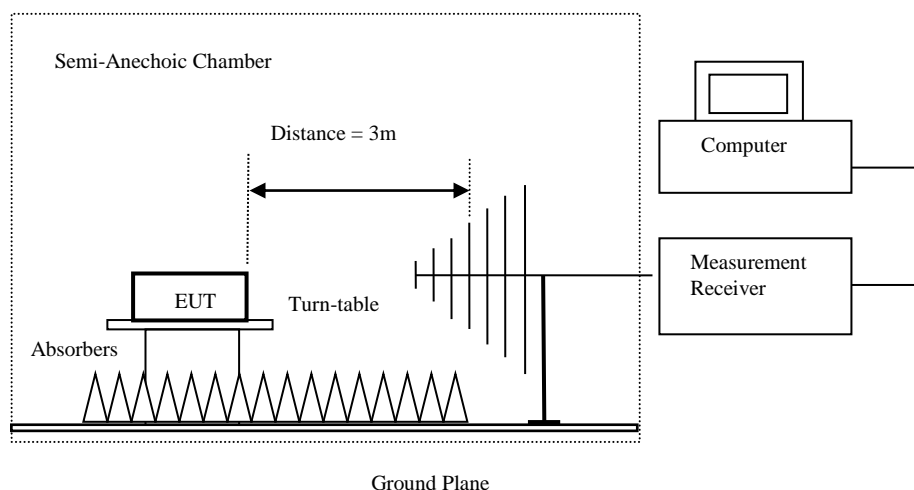 Semi-Anechoic Chamber
Distance = 3m
Computer
Measurement
Receiver
EUT
Turn-table
Absorbers
Ground Plane